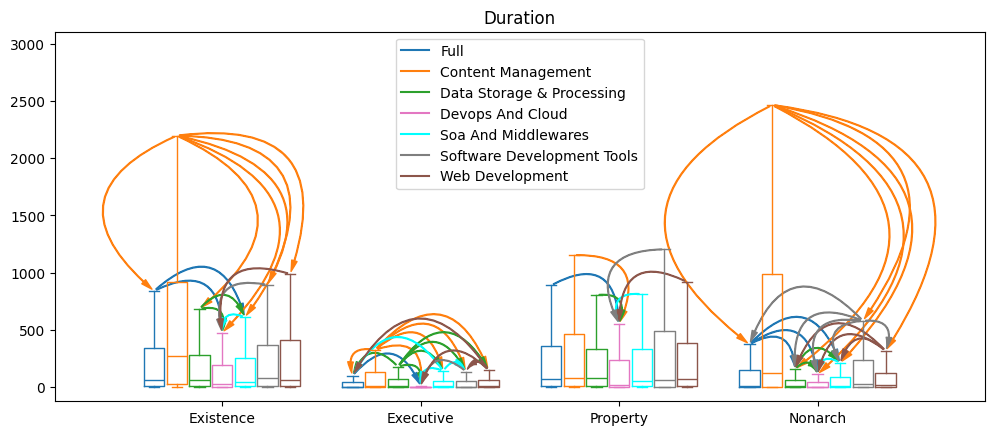 Duration
3000
2500
2000
1500
1000
500
0
Full
Content Management
Data Storage & Processing
Devops And Cloud
Soa And Middlewares
Software Development Tools
Web Development
Existence
Executive
Property
Nonarch